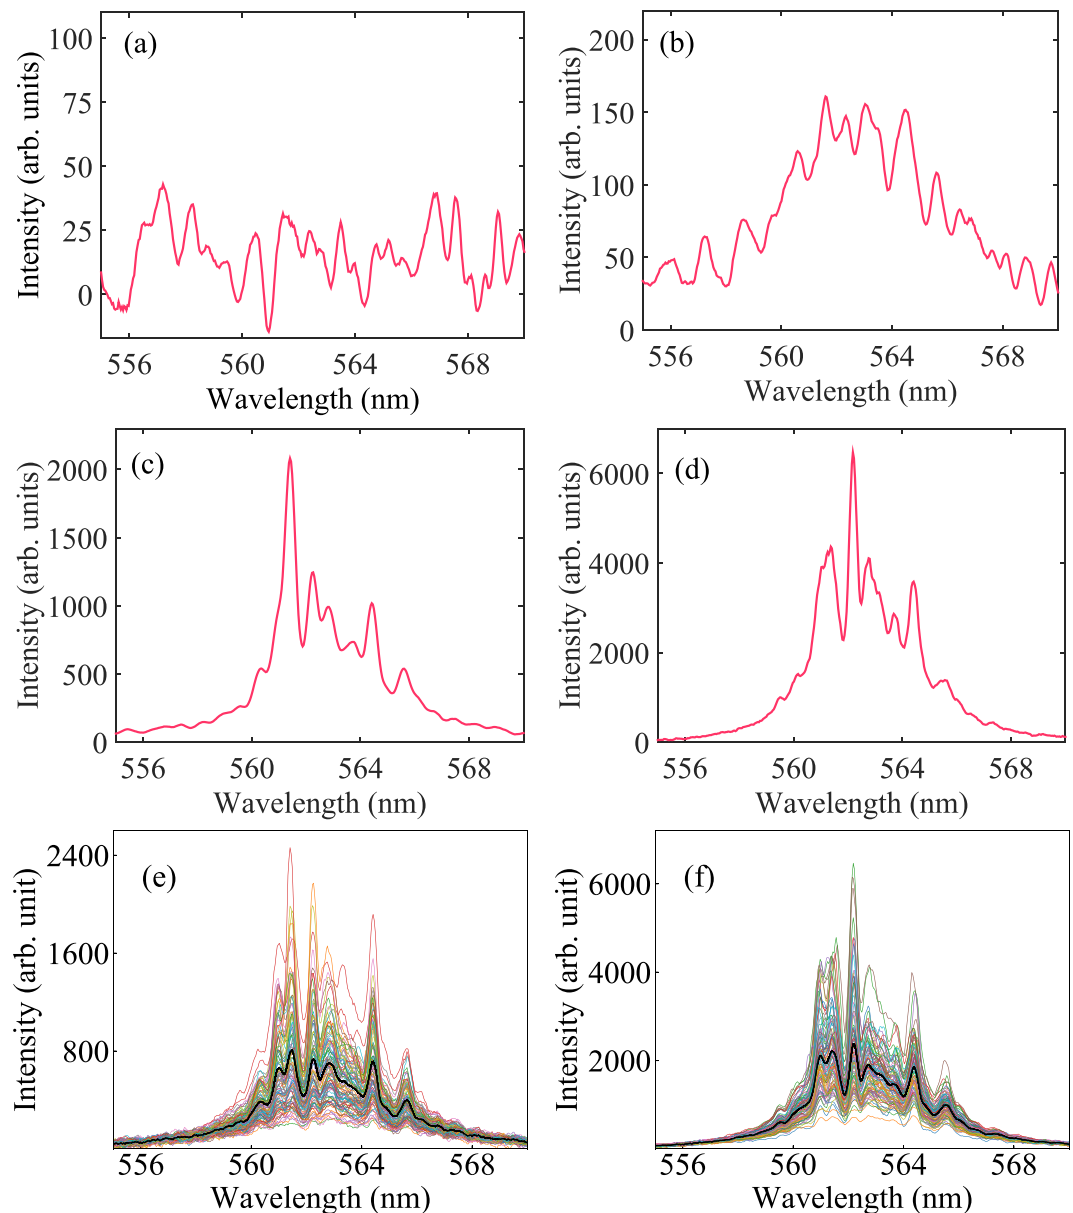 (a)
100
75
50
25
0
Intensity (arb. units)
556 560 564 568
Wavelength (nm)
(b)
200
150
100
50
0
Intensity (arb. units)
556 560 564 568
Wavelength (nm)
(c)
2000
1500
1000
500
0
Intensity (arb. units)
556 560 564 568
Wavelength (nm)
(d)
6000
4000
2000
0
Intensity (arb. units)
556 560 564 568
Wavelength (nm)
(e)
2400
1600
800
Intensity (arb. unit)
556 560 564 568
Wavelength (nm)
(f)
6000
4000
2000
Intensity (arb. unit)
556 560 564 568
Wavelength (nm)